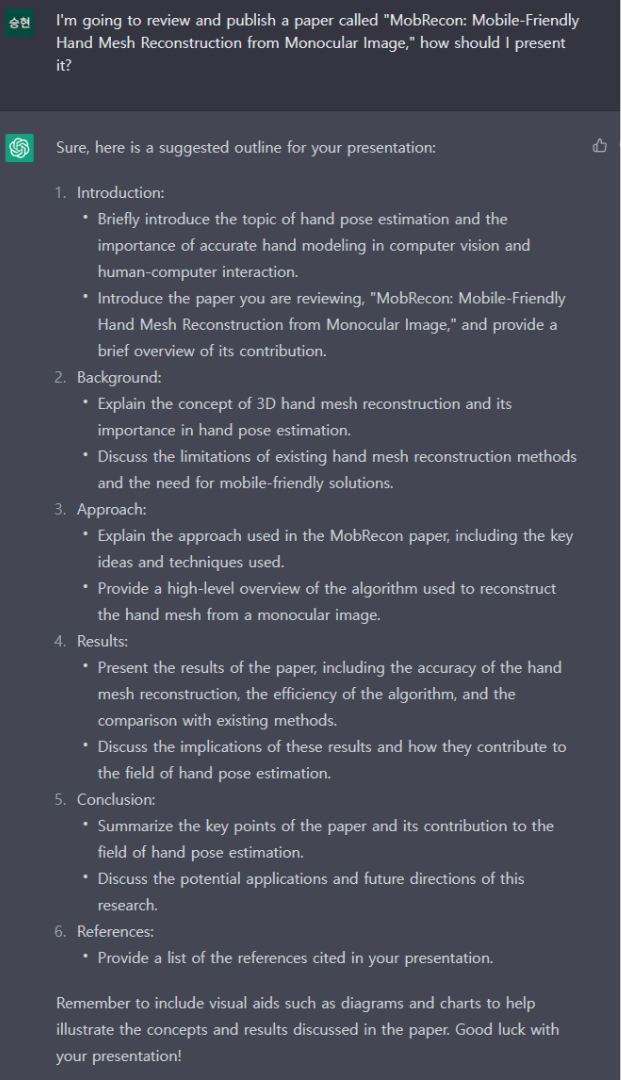 승현
I'm going to review and publish a paper called "MobRecon: Mobile-Friendly
Hand Mesh Reconstruction from Monocular Image," how should I present
it?
Sure, here is a suggested outline for your presentation:
1. Introduction:
• Briefly introduce the topic of hand pose estimation and the
importance of accurate hand modeling in computer vision and
human-computer interaction.
• Introduce the paper you are reviewing, "MobRecon: Mobile-Friendly
Hand Mesh Reconstruction from Monocular Image," and provide a
brief overview of its contribution.
2. Background:
• Explain the concept of 3D hand mesh reconstruction and its
importance in hand pose estimation.
• Discuss the limitations of existing hand mesh reconstruction methods
and the need for mobile-friendly solutions.
3. Approach:
• Explain the approach used in the MobRecon paper, including the key
ideas and techniques used.
• Provide a high-level overview of the algorithm used to reconstruct
the hand mesh from a monocular image.
4. Results:
• Present the results of the paper, including the accuracy of the hand
mesh reconstruction, the efficiency of the algorithm, and the
comparison with existing methods.
• Discuss the implications of these results and how they contribute to
the field of hand pose estimation.
5. Conclusion:
• Summarize the key points of the paper and its contribution to the
field of hand pose estimation.
• Discuss the potential applications and future directions of this
research.
6. References:
• Provide a list of the references cited in your presentation.
Remember to include visual aids such as diagrams and charts to help
illustrate the concepts and results discussed in the paper. Good luck with
your presentation!